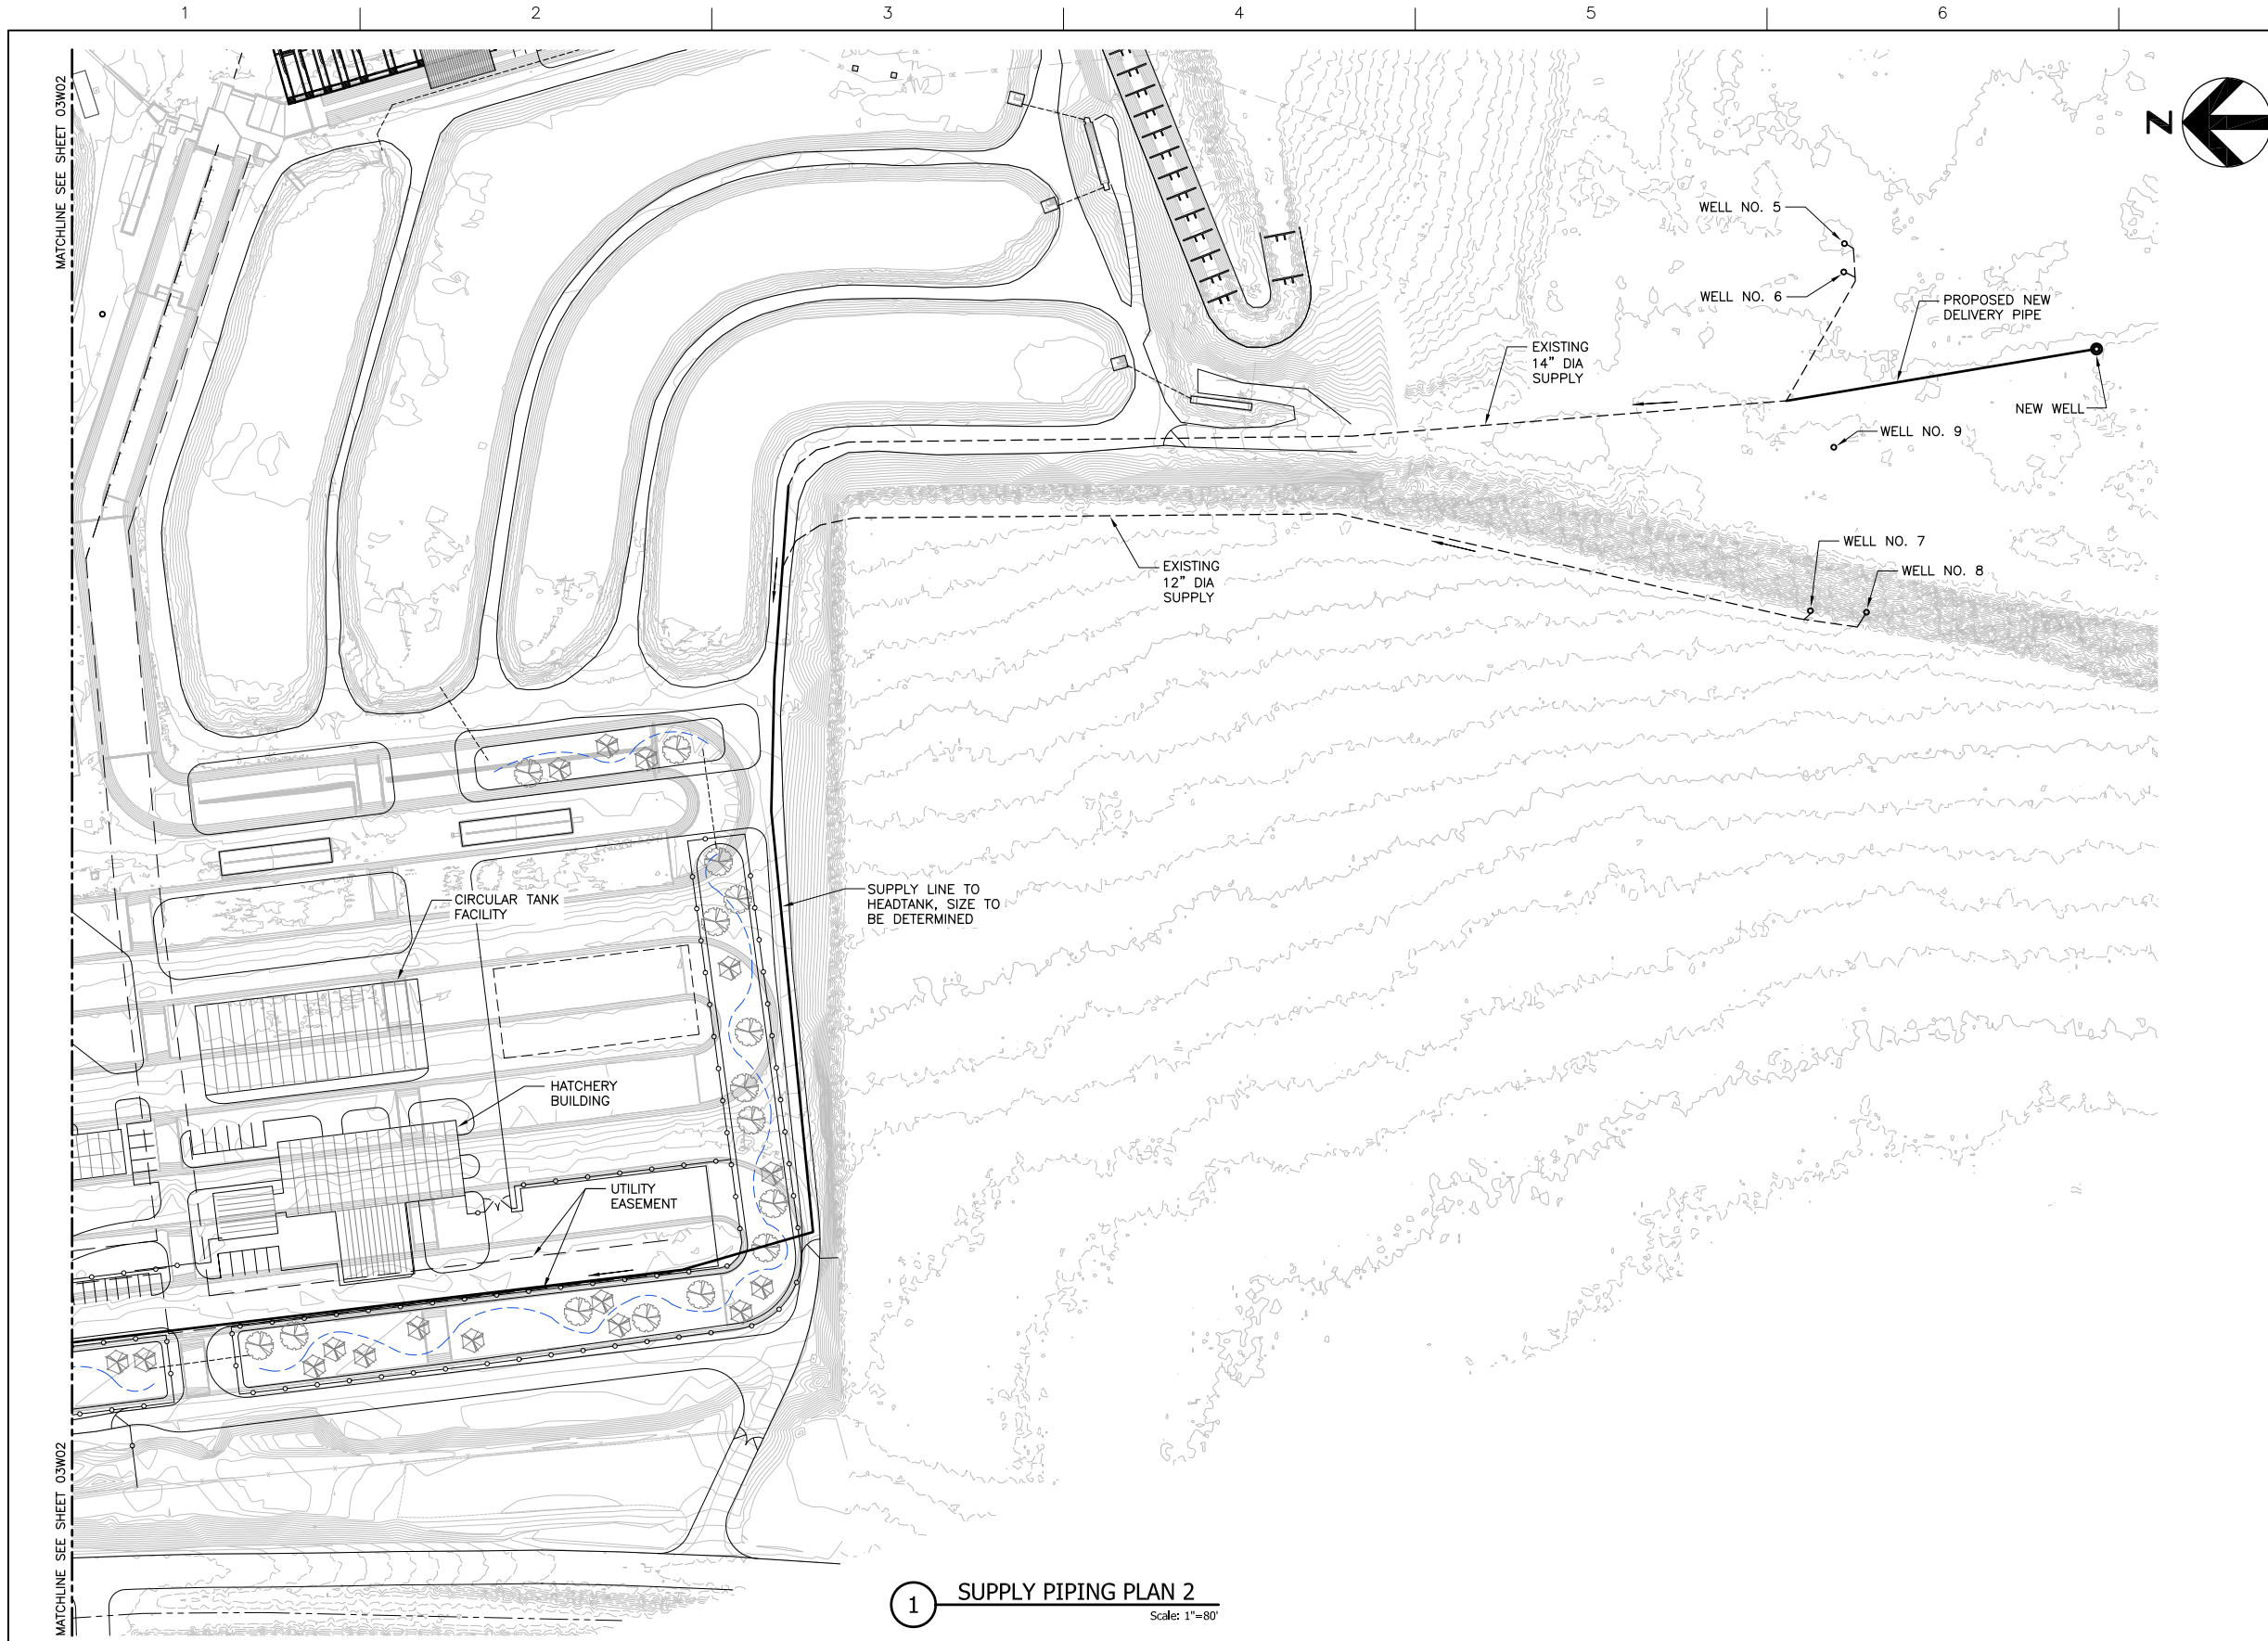 1
2
3
4
5
6
MATCHLINE SEE SHEET 03W02
N
WELL NO. 5
WELL NO. 6
PROPOSED NEW
DELIVERY PIPE
EXISTING
14" DIA
SUPPLY
NEW WELL
WELL NO. 9
WELL NO. 7
WELL NO. 8
EXISTING
12" DIA
SUPPLY
SUPPLY LINE TO
HEADTANK, SIZE TO
BE DETERMINED
CIRCULAR TANK
FACILITY
HATCHERY
BUILDING
UTILITY
EASEMENT
MATCHLINE SEE SHEET 03W02
1
SUPPLY PIPING PLAN 2
Scale: 1"=80'